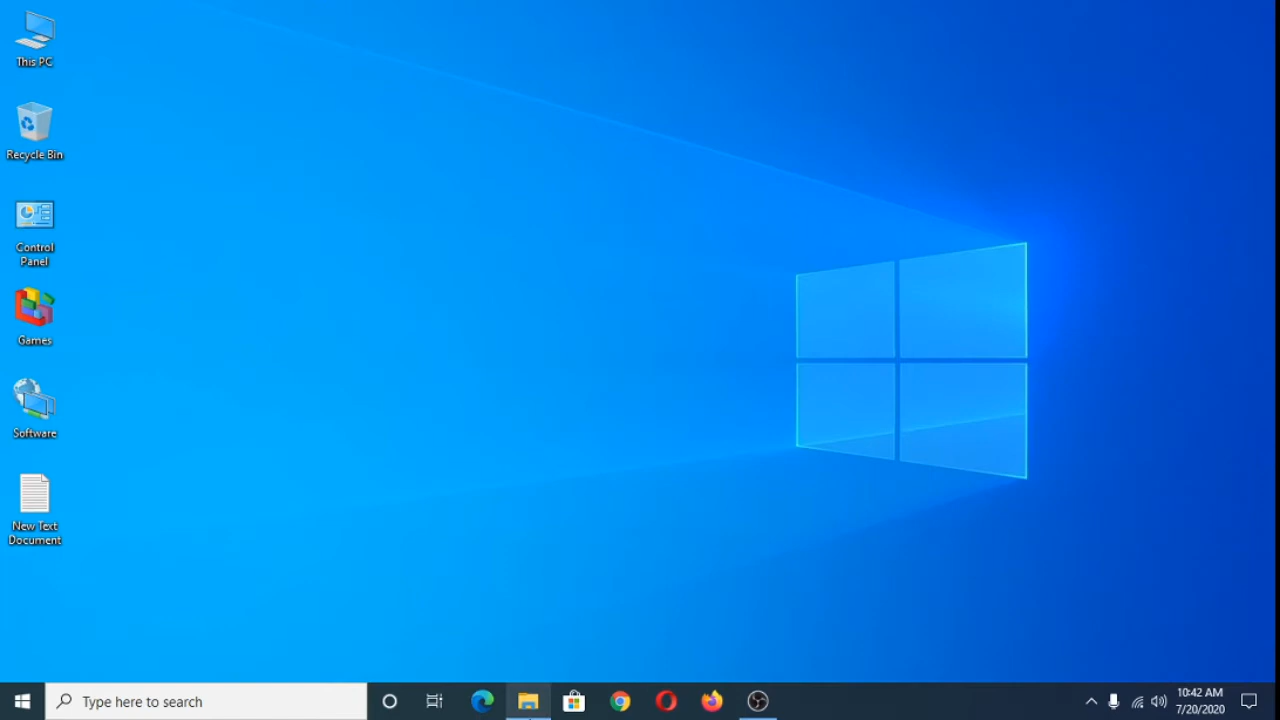 This PC
Recycle Bin
Control
Panel
Games
Software
New Text
Document
Type here to search
10:42 AM
7/20/2020